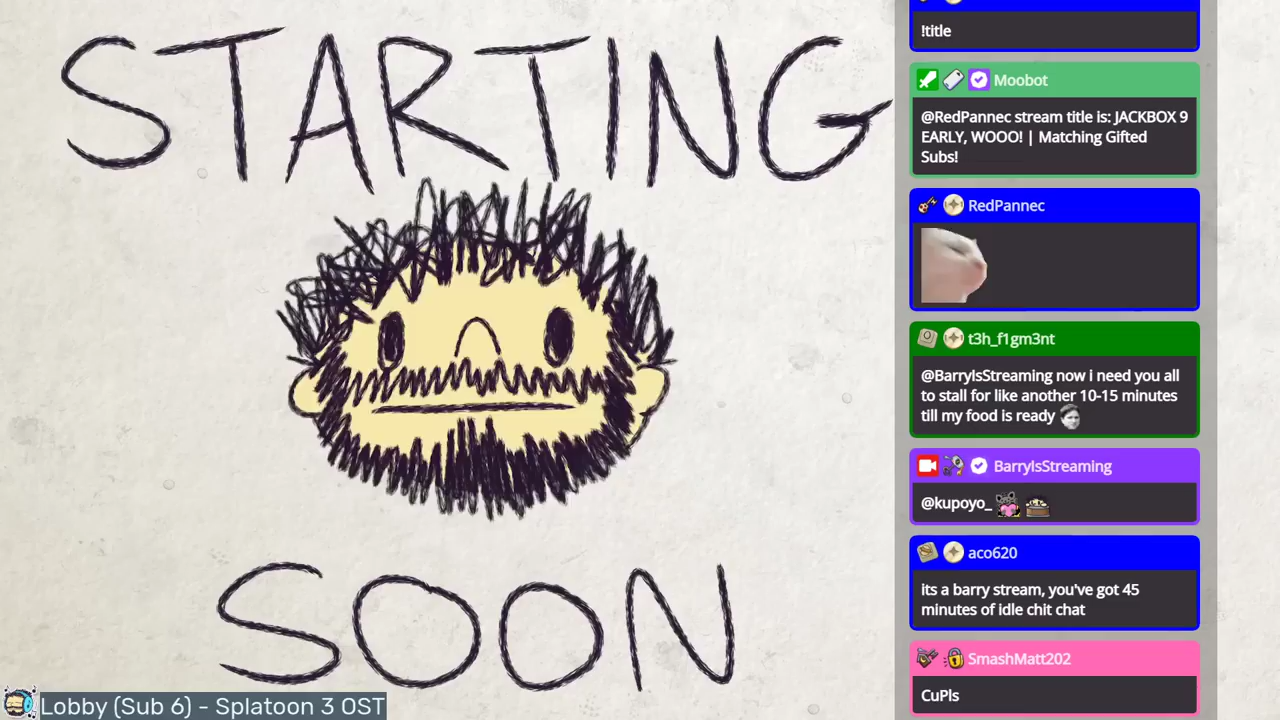 STARTING
SOON
Lobby (Sub 6) - Splatoon 3 OST
!title
Moobot
@RedPannec stream title is: JACKBOX 9
EARLY, WOOO! | Matching Gifted
Subs!
RedPannec
t3h_f1gm3nt
@BarryIsStreaming now i need you all
to stall for like another 10-15 minutes
till my food is ready
BarryIsStreaming
@kupoyo_
aco620
its a barry stream, you've got 45
minutes of idle chit chat
SmashMatt202
CuPls